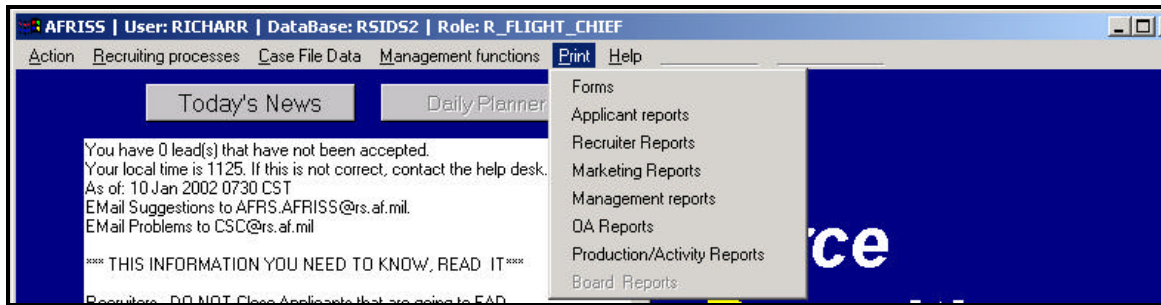 AFRISS | User: RICHARR | DataBase: RSIDS2 | Role: R_FLIGHT_CHIEF
Action Recruiting processes Case File Data Management functions Print Help
Today's News Daily Planner
Forms
Applicant reports
Recruiter Reports
Marketing Reports
Management reports
OA Reports
Production/Activity Reports
Board Reports
You have 0 lead(s) that have not been accepted.
Your local time is 1125. If this is not correct, contact the help desk.
As of: 10 Jan 2002 0730 CST
EMail Suggestions to AFRS.AFRISS@rs.af.mil.
EMail Problems to CSC@rs.af.mil
*** THIS INFORMATION YOU NEED TO KNOW, READ IT***
Recruiters DO NOT Close Applicants that are going to EAD
rce